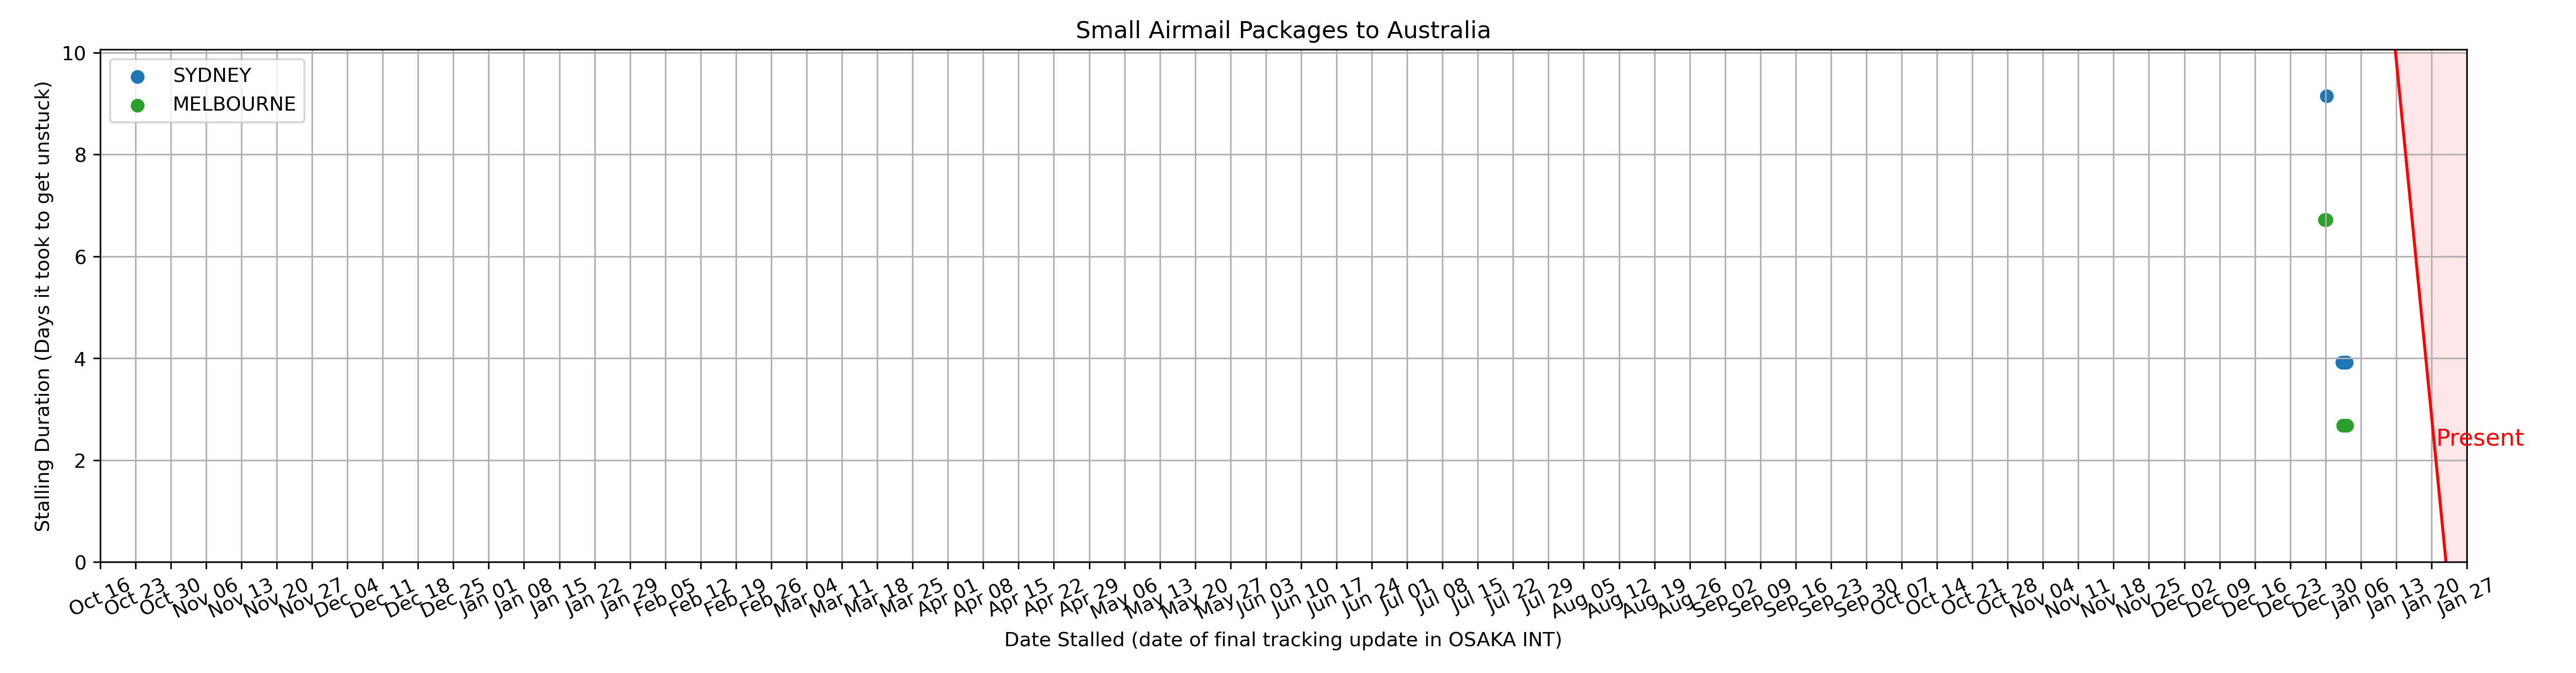 Small Airmail Packages to Australia
Stalling Duration (Days it took to get unstuck)
10
8
6
4
2
0
SYDNEY
MELBOURNE
Present
Oct 16
Oct 23
Oct 30
Nov 06
Nov 13
Nov 20
Nov 27
Dec 04
Dec 11
Dec 18
Dec 25
Jan 01
Jan 08
Jan 15
Jan 22
Jan 29
Feb 05
Feb 12
Feb 19
Feb 26
Mar 04
Mar 11
Mar 18
Mar 25
Apr 01
Apr 08
Apr 15
Apr 22
Apr 29
May 06
May 13
May 20
May 27
Jun 03
Jun 10
Jun 17
Jun 24
Jul 01
Jul 08
Jul 15
Jul 22
Jul 29
Aug 05
Aug 12
Aug 19
Aug 26
Sep 02
Sep 09
Sep 16
Sep 23
Sep 30
Oct 07
Oct 14
Oct 21
Oct 28
Nov 04
Nov 11
Nov 18
Nov 25
Dec 02
Dec 09
Dec 16
Dec 23
Dec 30
Jan 06
Jan 13
Jan 20
Jan 27
Date Stalled (date of final tracking update in OSAKA INT)